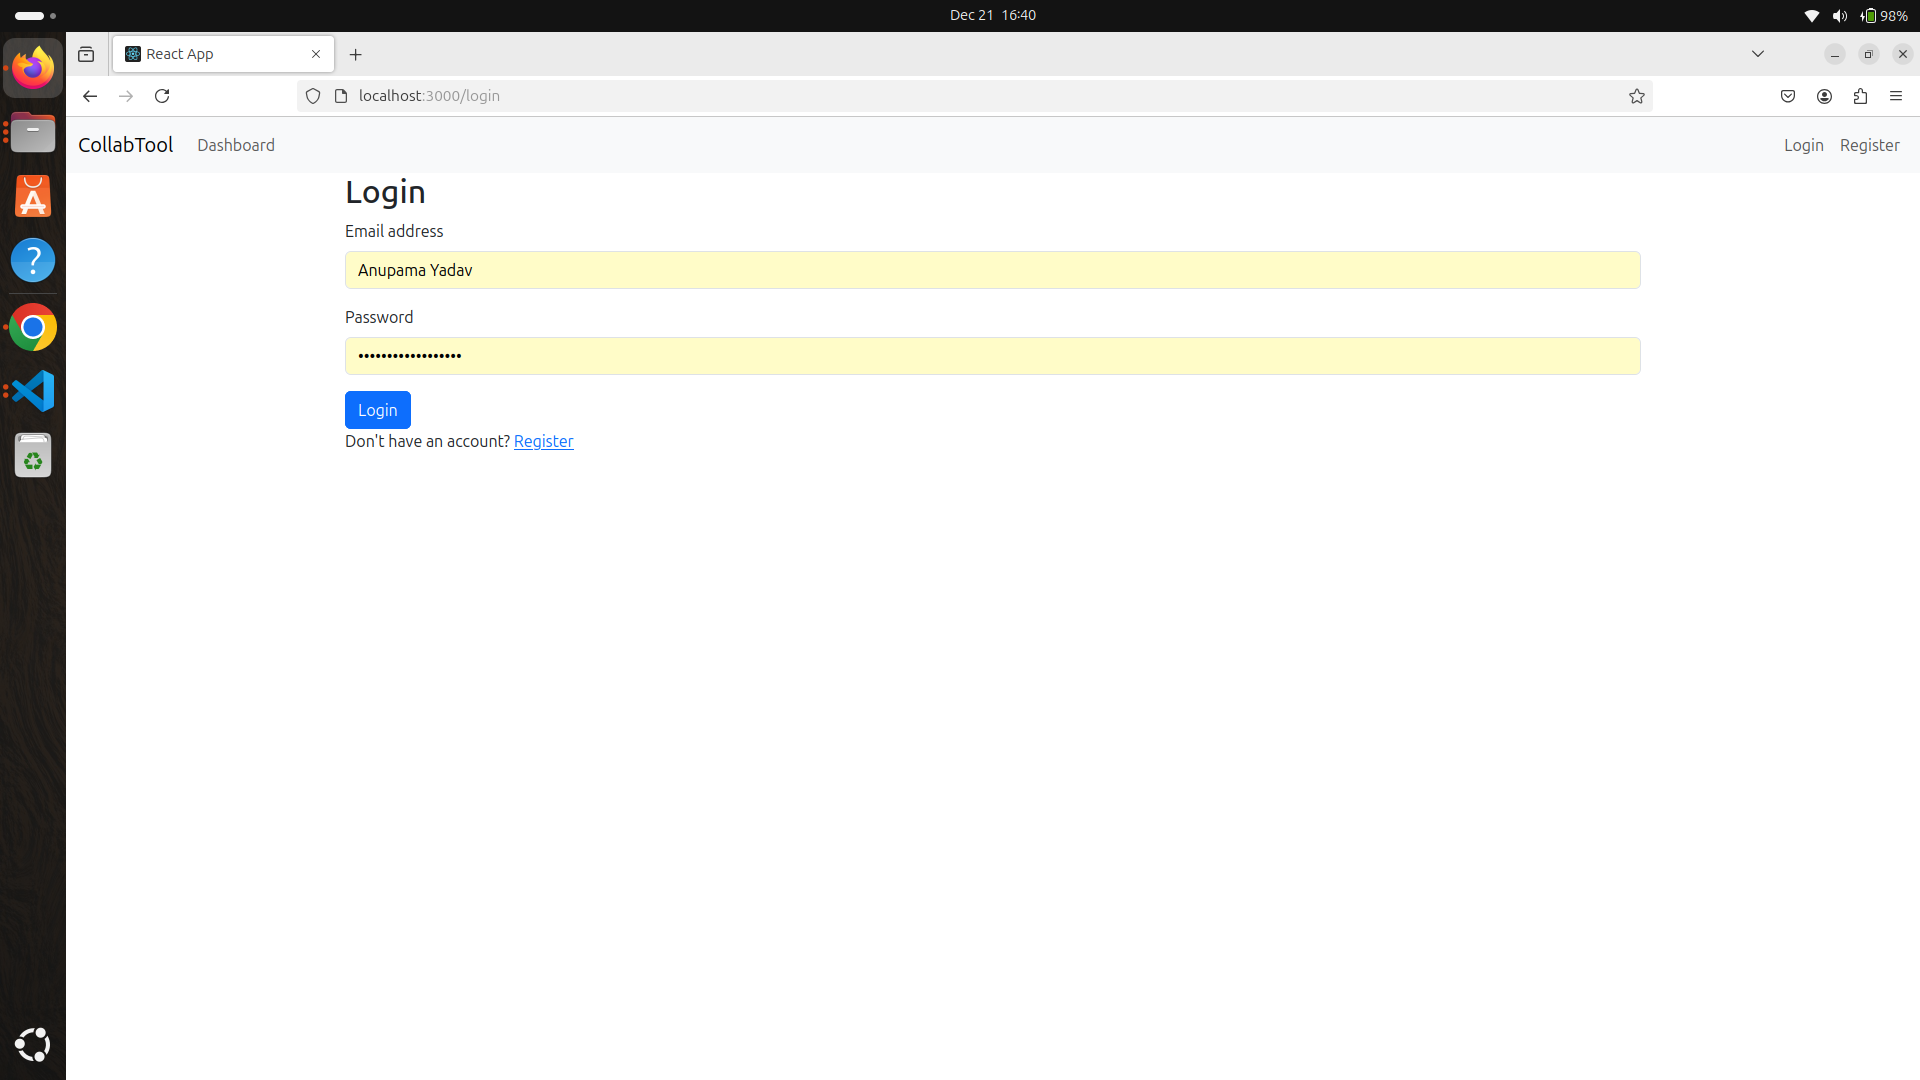 Dec 21 16:40
98%
React App
localhost:3000/login
CollabTool Dashboard Login Register
Login
Email address
Anupama Yadav
Password
••••••••••••••••••
Login
Don't have an account? Register